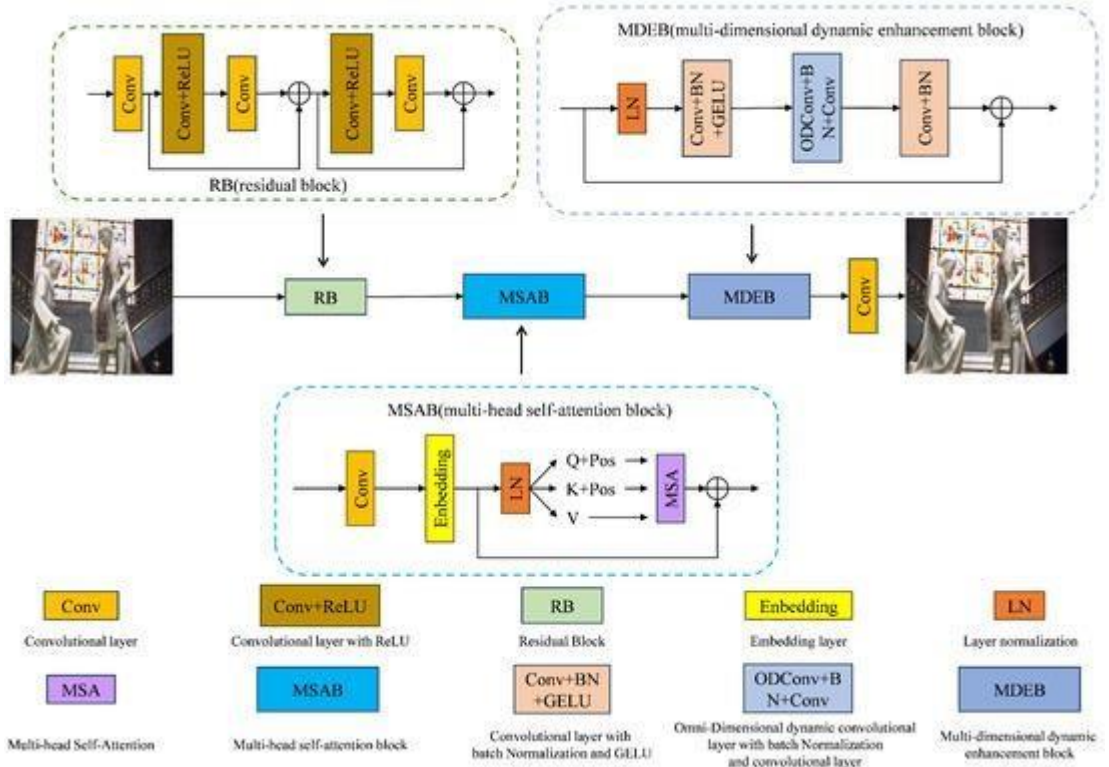 MDEB(multi-dimensional dynamic enhancement block)
Conv
Conv+ReLU
Conv
Conv+ReLU
Conv
RB(residual block)
LN
Conv+BN
+GELU
ODConv+B
N+Conv
Conv+BN
RB
MSAB
MDEB
Conv
MSAB(multi-head self-attention block)
Conv
Enbedding
LN
Q+Pos
K+Pos
V
MSA
Conv
Convolutional layer
Conv+ReLU
Convolutional layer with ReLU
RB
Residual Block
Enbedding
Embedding layer
LN
Layer normalization
MSA
Multi-head Self-Attention
MSAB
Multi-head self-attention block
Conv+BN
+GELU
Convolutional layer with
batch Normalization and GELU
ODConv+B
N+Conv
Omni-Dimensional dynamic convolutional
layer with batch Normalization
and convolutional layer
MDEB
Multi-dimensional dynamic
enhancement block